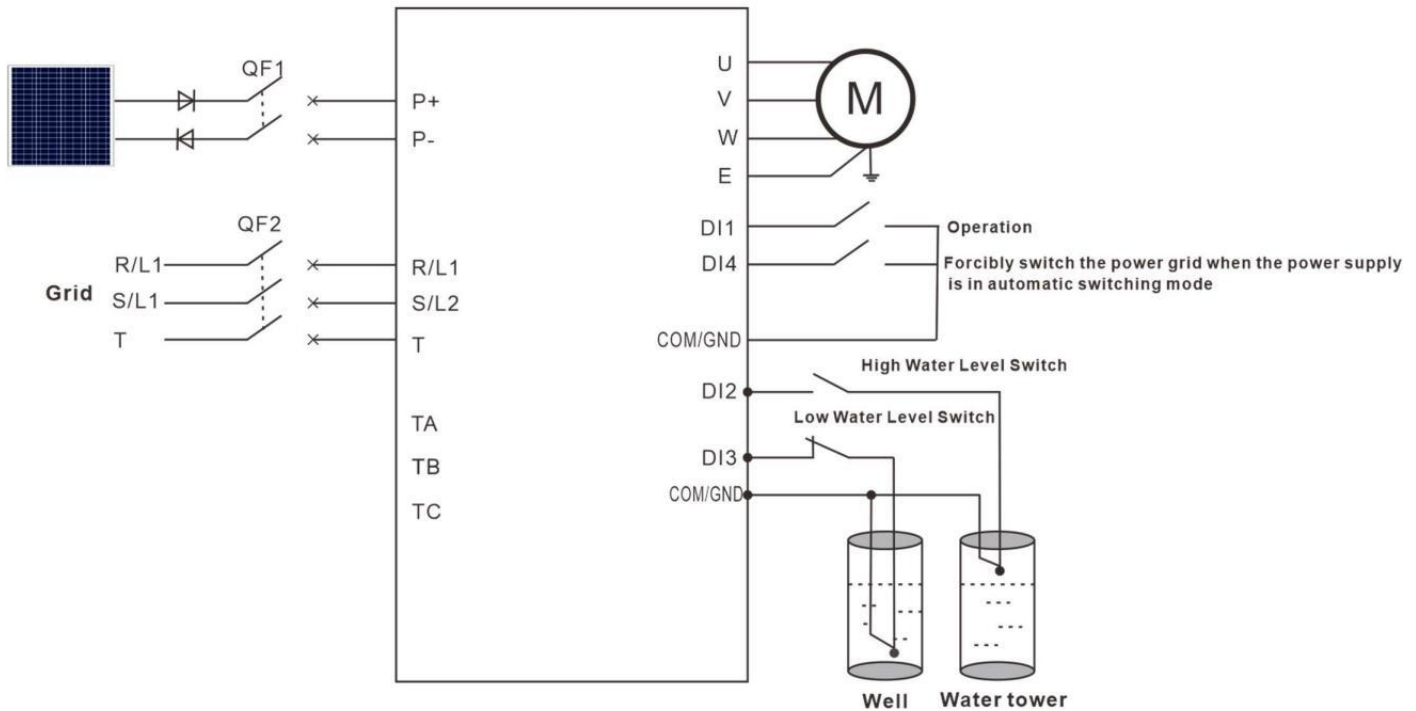 QF1
P+
P-
QF2
R/L1
Grid
S/L1
T
R/L1
S/L2
T
TA
TB
TC
U
V
W
E
M
DI1
Operation
DI4
Forcibly switch the power grid when the power supply
is in automatic switching mode
COM/GND
High Water Level Switch
DI2
Low Water Level Switch
DI3
COM/GND
Well
Water tower